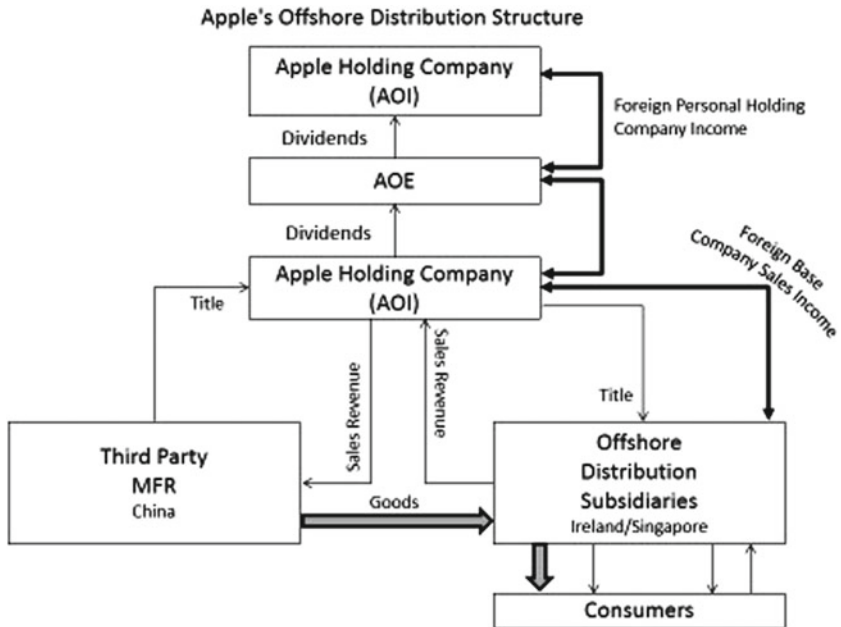 Apple's Offshore Distribution Structure
Apple Holding Company
(AOI)
Foreign Personal Holding
Company Income
Dividends
AOE
Dividends
Foreign Base
Company Sales Income
Apple Holding Company
(AOI)
Title
Sales Revenue
Sales Revenue
Title
Third Party
MFR
China
Goods
Offshore
Distribution
Subsidiaries
Ireland/Singapore
Consumers